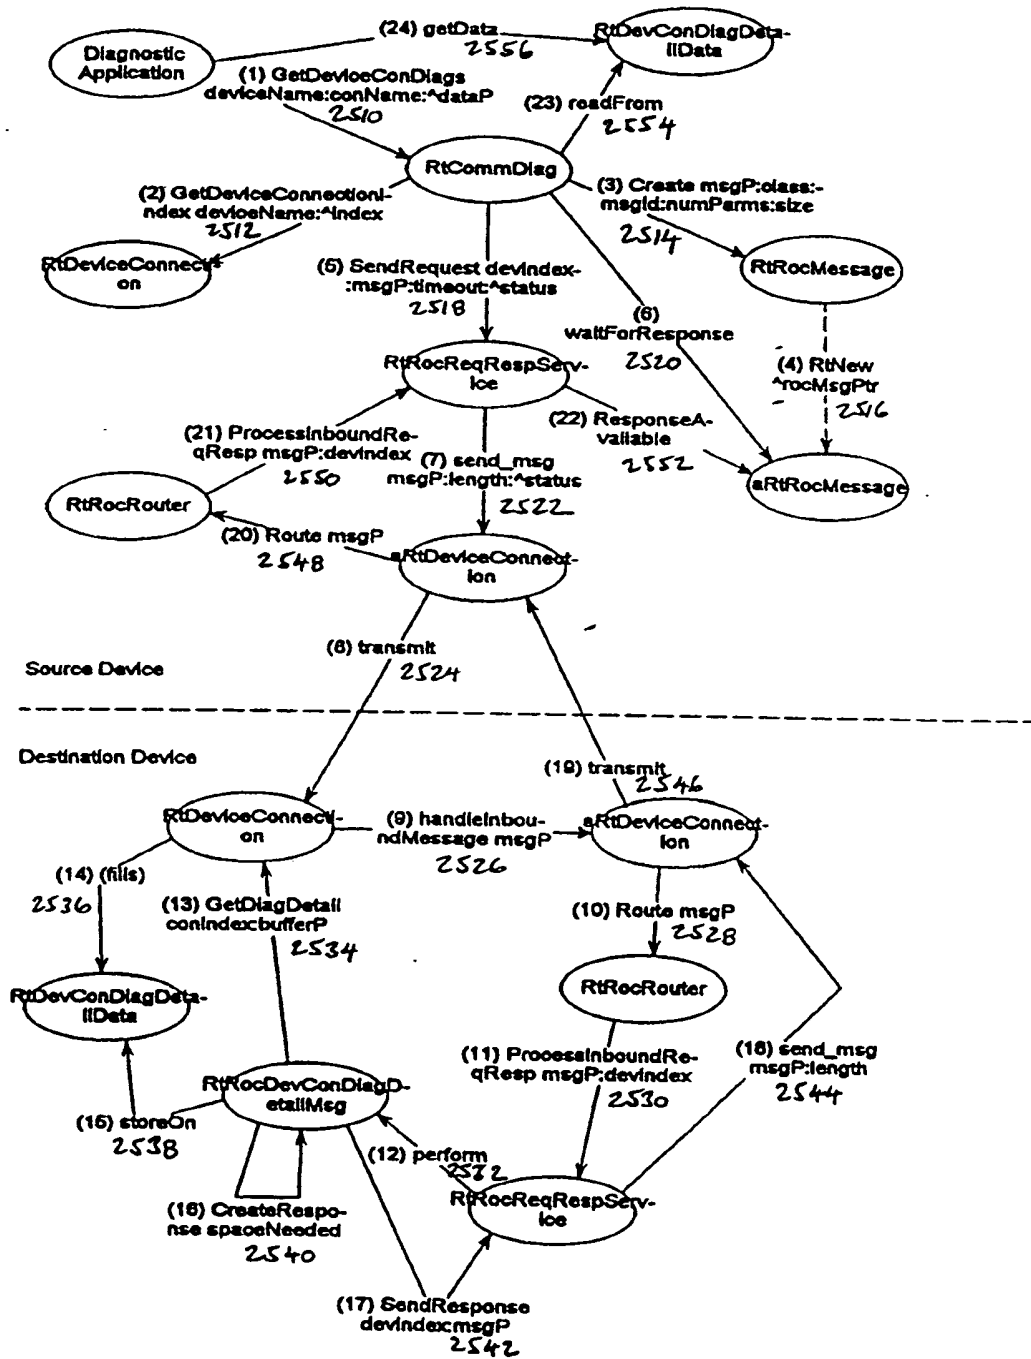 (24) getData
2556
RtDevConDiagDeta-
ilData
Diagnostic
Application
(1) GetDeviceConDiags
deviceName:conName:^dataP
2510
(23) readFrom
2554
RtCommDiag
(2) GetDeviceConnectionI-
ndex deviceName:^index
2512
(3) Create msgP:class:-
msgId:numParms:size
2514
RtDeviceConnecti-
on
(5) SendRequest devIndex-
:msgP:timeout:^status
2518
RtRocMessage
(6)
waitForResponse
2520
RtRocReqRespServ-
ice
(4) RtNew
^rocMsgPtr
2516
(22) ResponseA-
vailable
2552
(21) ProcessInboundRe-
qResp msgP:devIndex
2550
(7) send_msg
msgP:length:^status
2522
aRtRocMessage
RtRocRouter
(20) Route msgP
2548
aRtDeviceConnect-
ion
(8) transmit
2524
Source Device
Destination Device
(19) transmit
2546
RtDeviceConnecti-
on
(9) handleInbou-
ndMessage msgP
2526
aRtDeviceConnect-
ion
(14) (fills)
2536
(13) GetDiagDetail
conIndex:bufferP
2534
(10) Route msgP
2528
RtDevConDiagDeta-
ilData
RtRocRouter
(11) ProcessInboundRe-
qResp msgP:devIndex
2530
(18) send_msg
msgP:length
2544
RtRocDevConDiagD-
etailMsg
(15) storeOn
2538
(12) perform
2532
RtRocReqRespServ-
ice
(16) CreateRespo-
nse spaceNeeded
2540
(17) SendResponse
devIndex:msgP
2542